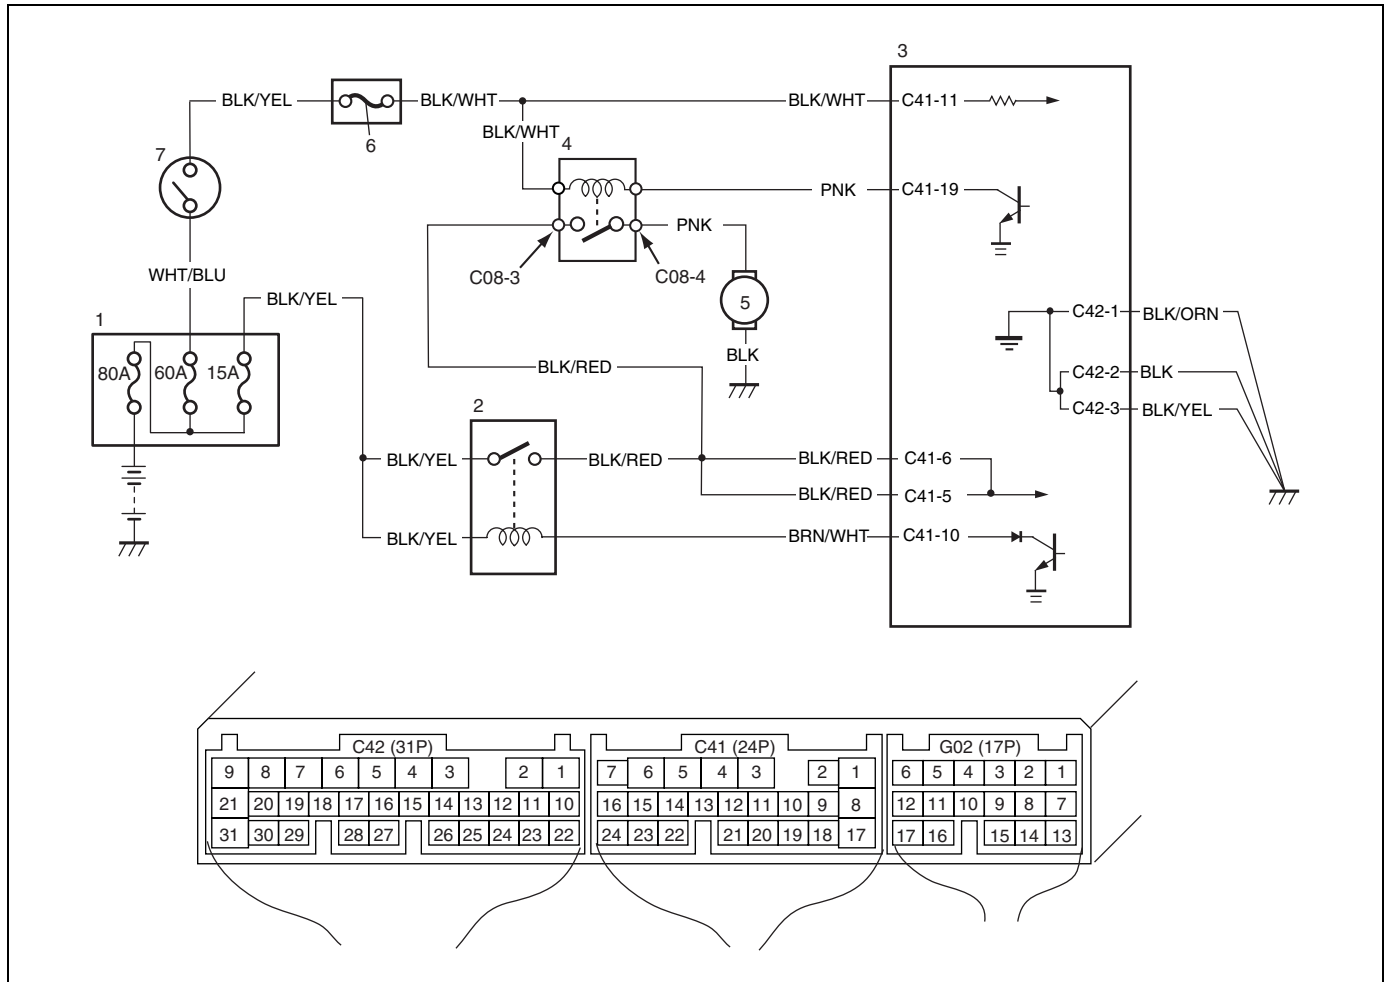 3
BLK/YEL BLK/WHT BLK/WHT C41-11
6
BLK/WHT
7
4
PNK C41-19
PNK
C08-3 C08-4
WHT/BLU
BLK/YEL
5
1
C42-1 BLK/ORN
BLK
80A 60A 15A
BLK/RED
C42-2 BLK
C42-3 BLK/YEL
2
BLK/YEL BLK/RED BLK/RED C41-6
BLK/RED C41-5
BLK/YEL BRN/WHT C41-10
C42 (31P) C41 (24P) G02 (17P)
9 8 7 6 5 4 3 2 1 7 6 5 4 3 2 1 6 5 4 3 2 1
21 20 19 18 17 16 15 14 13 12 11 10 16 15 14 13 12 11 10 9 8 12 11 10 9 8 7
31 30 29 28 27 26 25 24 23 22 24 23 22 21 20 19 18 17 17 16 15 14 13